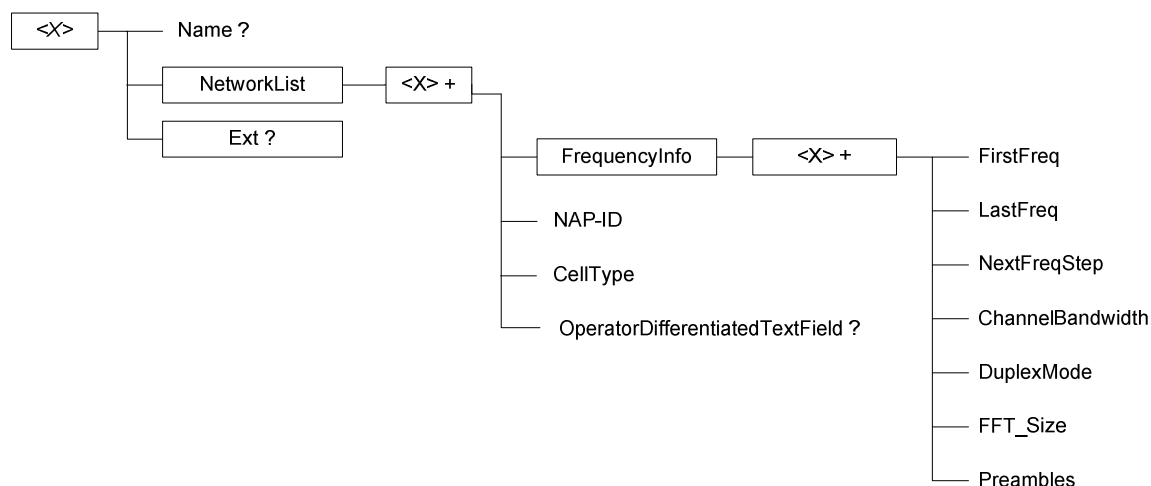 <X>
Name ?
NetworkList
<X> +
Ext ?
FrequencyInfo
<X> +
FirstFreq
LastFreq
NextFreqStep
ChannelBandwidth
DuplexMode
FFT_Size
Preambles
NAP-ID
CellType
OperatorDifferentiatedTextField ?